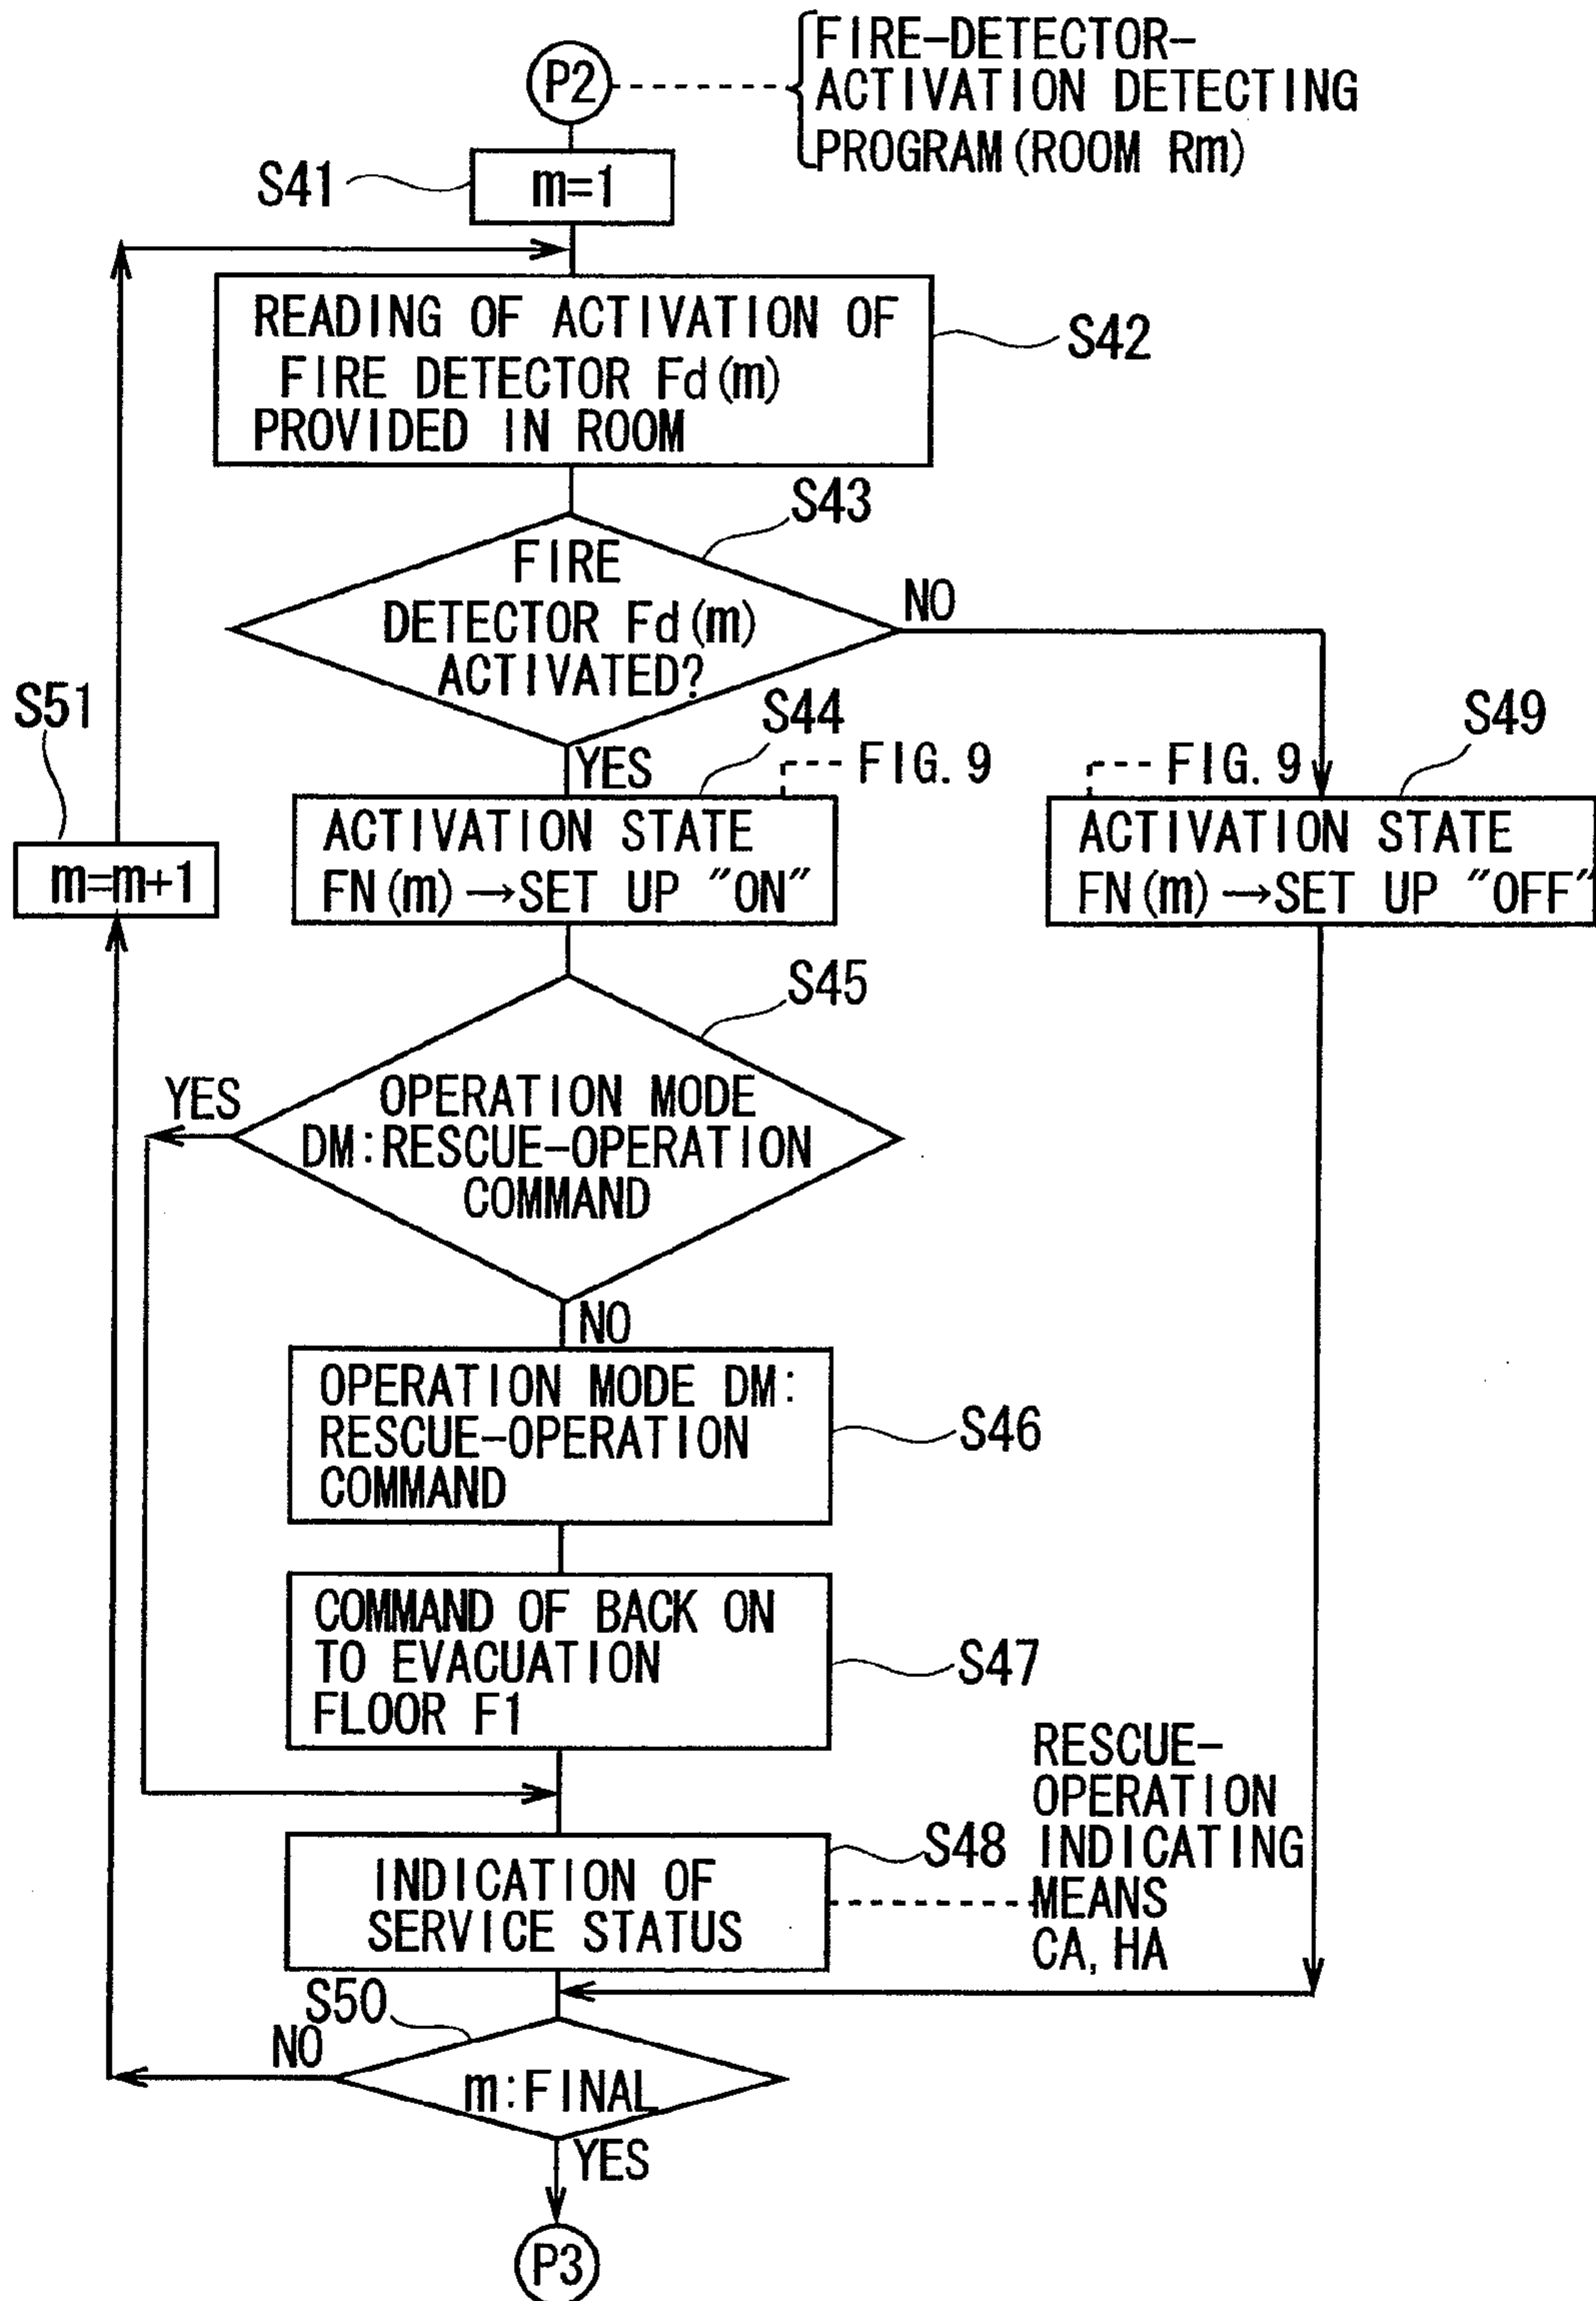 P2
FIRE-DETECTOR-
ACTIVATION DETECTING
PROGRAM(ROOM Rm)
S41
m=1
READING OF ACTIVATION OF
FIRE DETECTOR Fd(m)
PROVIDED IN ROOM
S42
S43
FIRE
DETECTOR Fd(m)
ACTIVATED?
NO
YES
S51
m=m+1
S44
FIG. 9
ACTIVATION STATE
FN(m)→SET UP "ON"
S49
FIG. 9
ACTIVATION STATE
FN(m)→SET UP "OFF"
S45
YES
OPERATION MODE
DM:RESCUE-OPERATION
COMMAND
NO
OPERATION MODE DM:
RESCUE-OPERATION
COMMAND
S46
COMMAND OF BACK ON
TO EVACUATION
FLOOR F1
S47
INDICATION OF
SERVICE STATUS
S48
RESCUE-
OPERATION
INDICATING
MEANS
CA, HA
S50
NO
m:FINAL
YES
P3